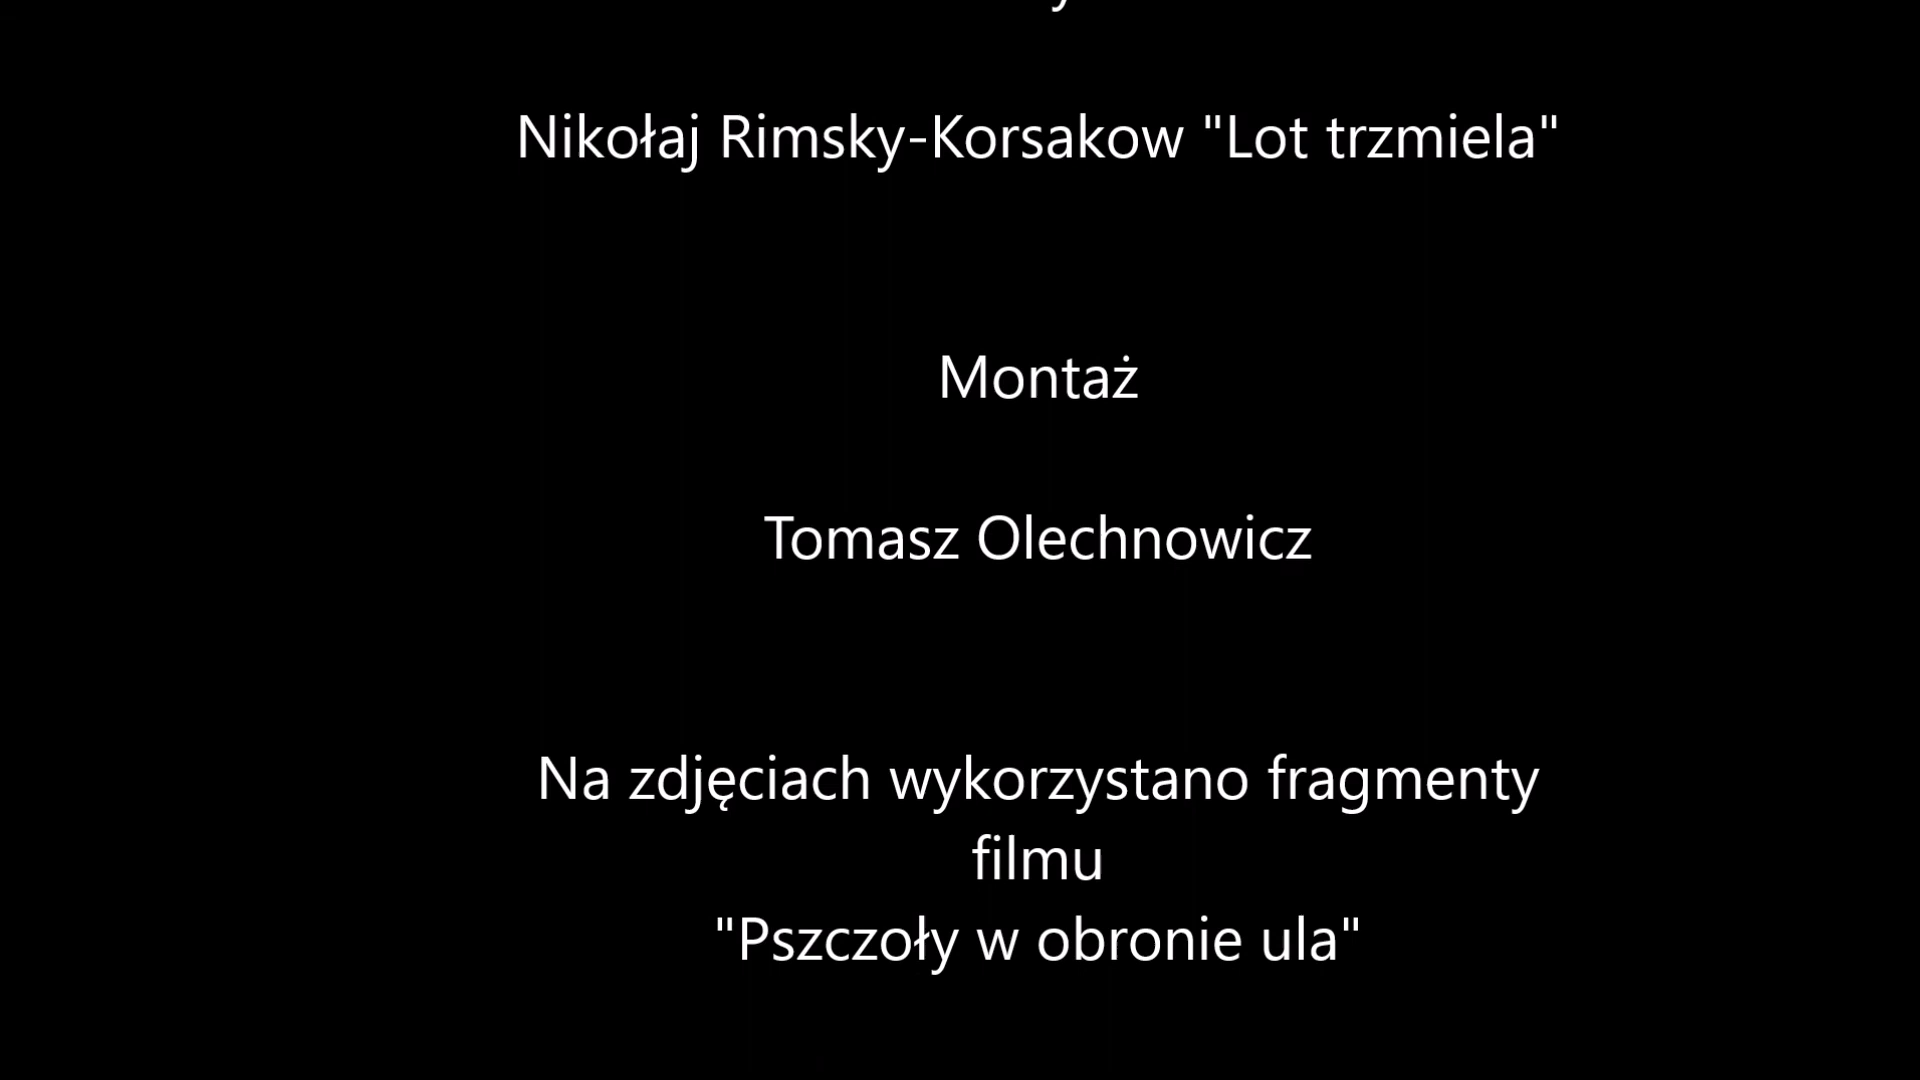 Nikołaj Rimsky-Korsakow "Lot trzmiela"
Montaż
Tomasz Olechnowicz
Na zdjęciach wykorzystano fragmenty
filmu
"Pszczoły w obronie ula"